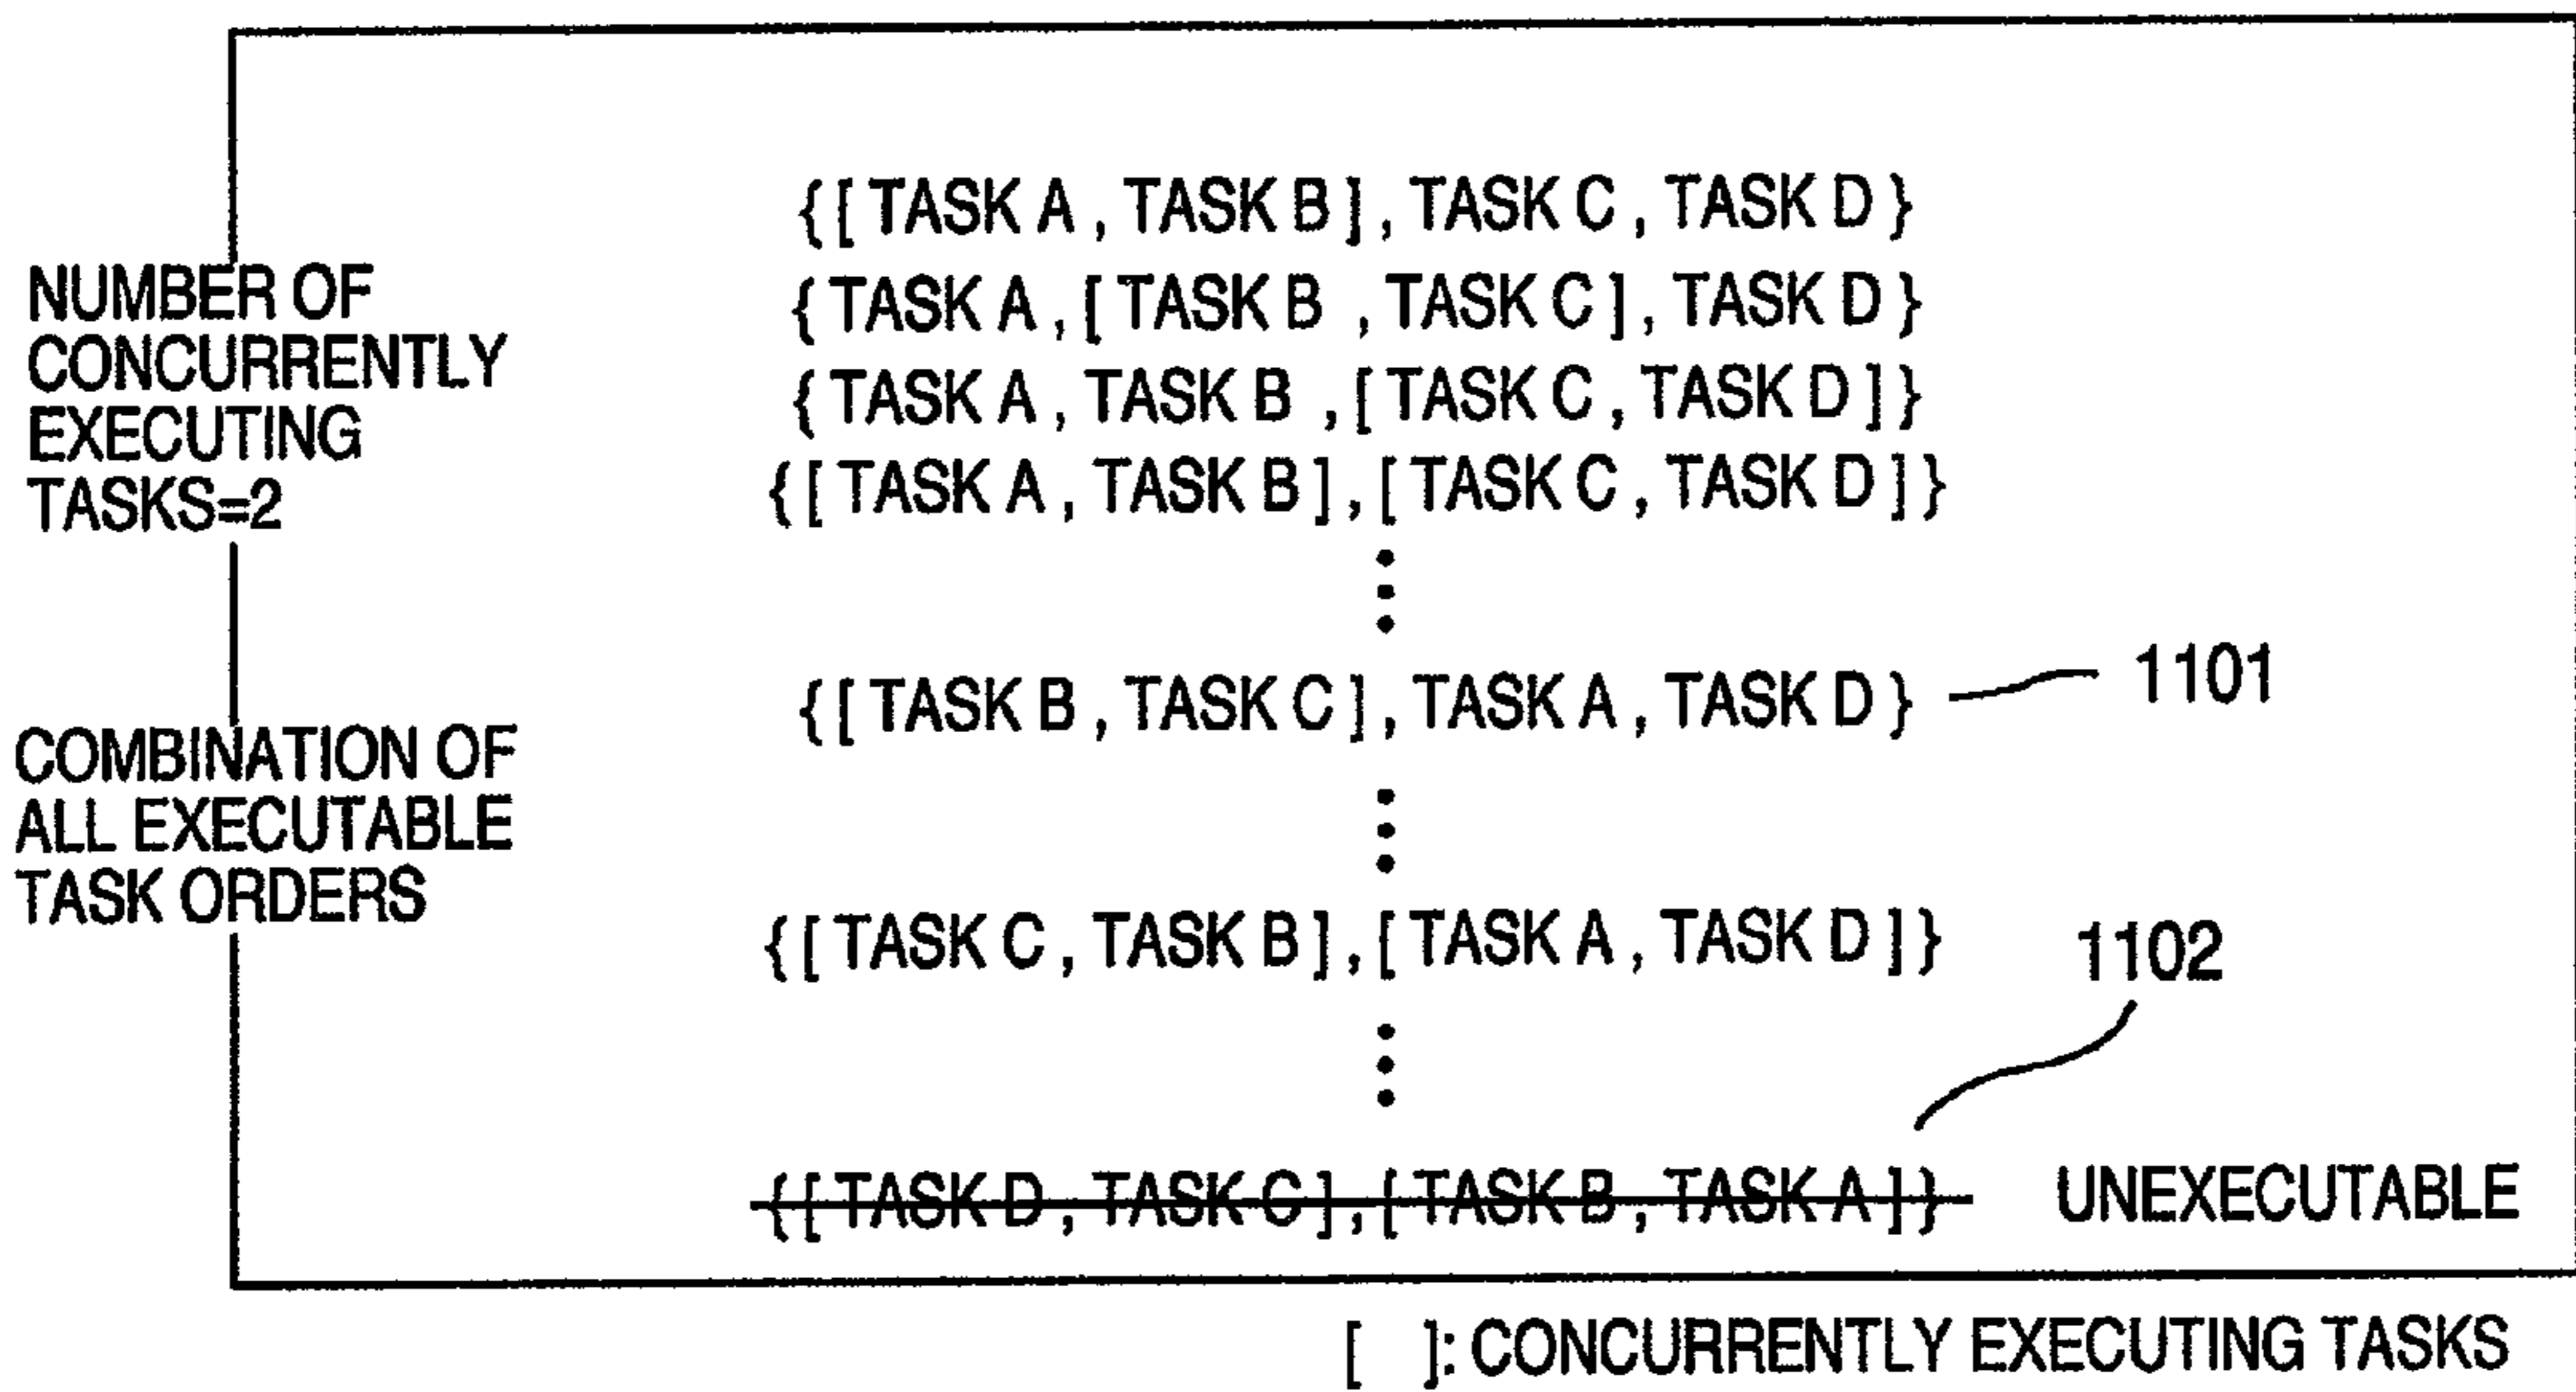 NUMBER OF
CONCURRENTLY
EXECUTING
TASKS=2
COMBINATION OF
ALL EXECUTABLE
TASK ORDERS
{[TASK A, TASK B], TASK C, TASK D}
{TASK A, [TASK B, TASK C], TASK D}
{TASK A, TASK B, [TASK C, TASK D]}
{[TASK A, TASK B], [TASK C, TASK D]}
{[TASK B, TASK C], TASK A, TASK D}
1101
{[TASK C, TASK B], [TASK A, TASK D]}
1102
{[TASK D, TASK C], [TASK B, TASK A]}
UNEXECUTABLE
[ ]: CONCURRENTLY EXECUTING TASKS